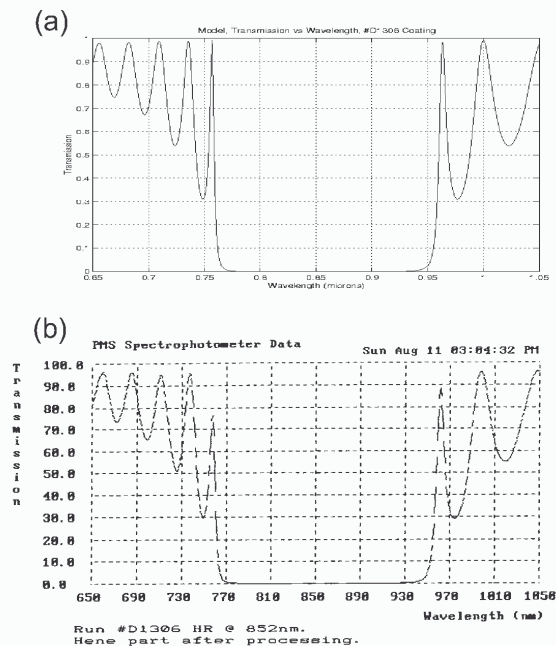 (a)
Model, Transmission vs Wavelength, #D1306 Coating
1
0.9
0.8
0.7
0.6
0.5
0.4
0.3
0.2
0.1
0
Transmission
0.65 0.7 0.75 0.8 0.85 0.9 0.95 1 1.05
Wavelength (microns)
(b)
PMS Spectrophotometer Data Sun Aug 11 03:04:32 PM
Transmission
100.0
90.0
80.0
70.0
60.0
50.0
40.0
30.0
20.0
10.0
0.0
650 690 730 770 810 850 890 930 970 1010 1050
Wavelength (nm)
Run #D1306 HR @ 852nm.
Hene part after processing.